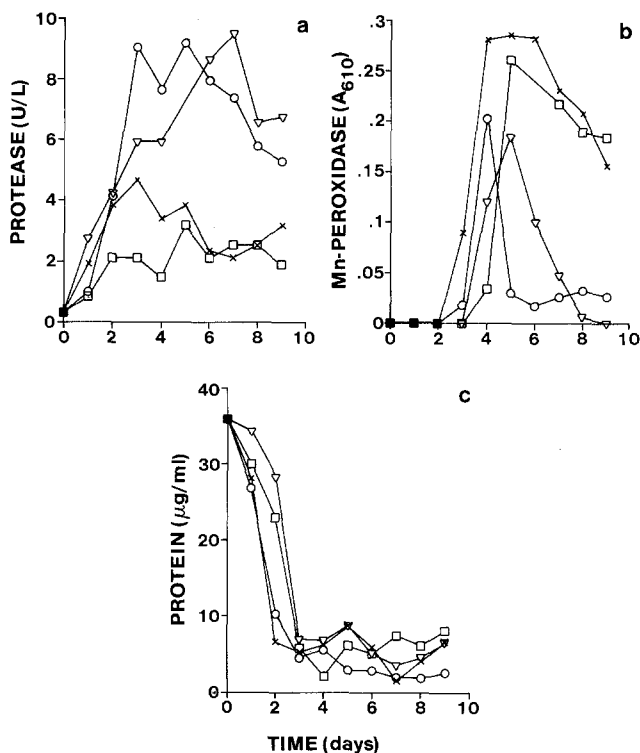 a
PROTEASE (U/L)
10
8
6
4
2
0
0 2 4 6 8 10
b
Mn-PEROXIDASE (A610)
.3
.25
.2
.15
.1
.05
0
0 2 4 6 8 10
c
PROTEIN (μg/ml)
40
30
20
10
0
0 2 4 6 8 10
TIME (days)